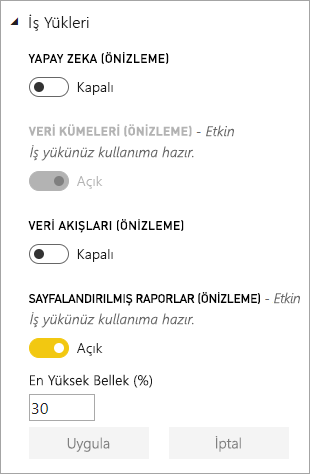 İş Yükleri
YAPAY ZEKA (ÖNİZLEME)
Kapalı
VERİ KÜMELERİ (ÖNİZLEME) - Etkin
İş yükünüz kullanıma hazır.
Açık
VERİ AKIŞLARI (ÖNİZLEME)
Kapalı
SAYFALANDIRILMIŞ RAPORLAR (ÖNİZLEME) - Etkin
İş yükünüz kullanıma hazır.
Açık
En Yüksek Bellek (%)
30
Uygula İptal